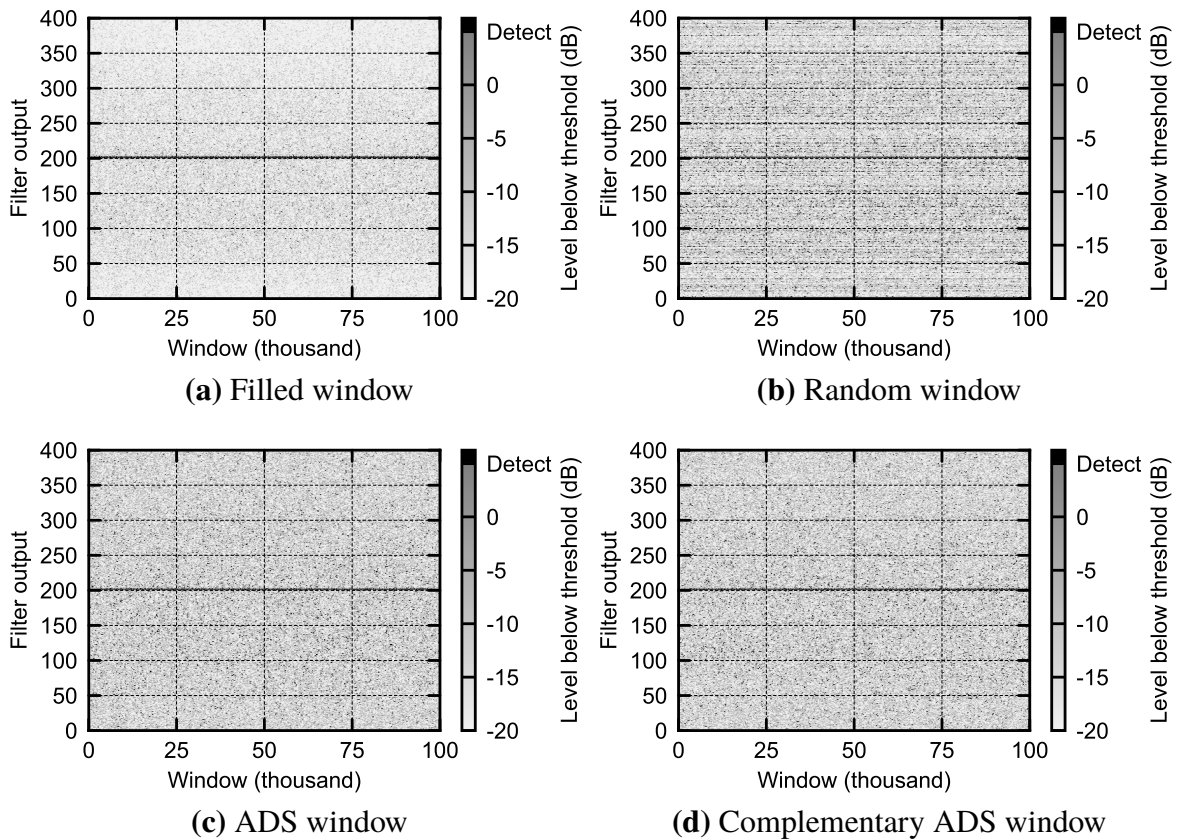 400
350
300
250
200
150
100
50
0
Filter output
0 25 50 75 100
Window (thousand)
Detect
0
-5
-10
-15
-20
Level below threshold (dB)
(a) Filled window
400
350
300
250
200
150
100
50
0
Filter output
0 25 50 75 100
Window (thousand)
Detect
0
-5
-10
-15
-20
Level below threshold (dB)
(b) Random window
400
350
300
250
200
150
100
50
0
Filter output
0 25 50 75 100
Window (thousand)
Detect
0
-5
-10
-15
-20
Level below threshold (dB)
(c) ADS window
400
350
300
250
200
150
100
50
0
Filter output
0 25 50 75 100
Window (thousand)
Detect
0
-5
-10
-15
-20
Level below threshold (dB)
(d) Complementary ADS window